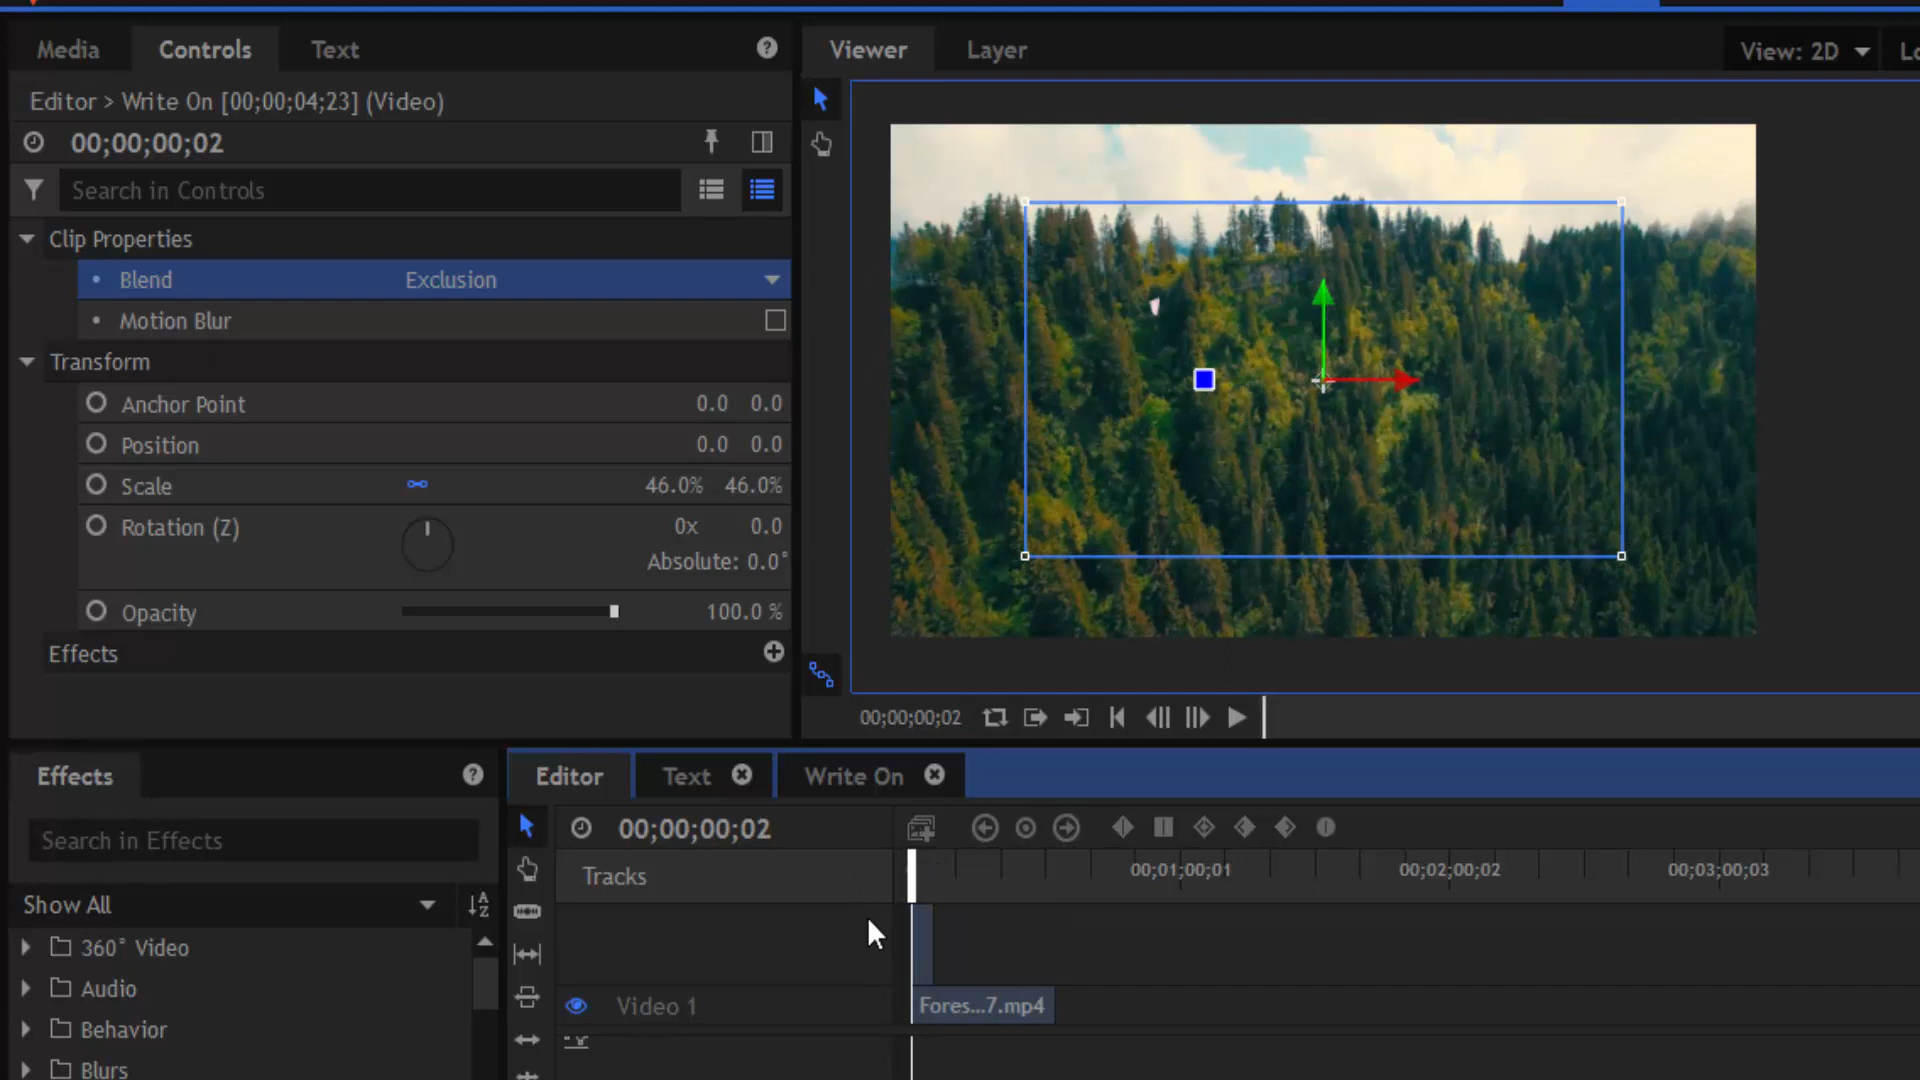 Media Controls Text
Viewer Layer View: 2D Lo
Editor > Write On [00;00;04;23] (Video)
00;00;00;02
Search in Controls
Clip Properties
Blend Exclusion
Motion Blur
Transform
Anchor Point 0.0 0.0
Position 0.0 0.0
Scale 46.0% 46.0%
Rotation (Z) 0x 0.0
Absolute: 0.0°
Opacity 100.0 %
Effects
00;00;00;02
Effects
Search in Effects
Show All
360° Video
Audio
Behavior
Blurs
Editor Text Write On
00;00;00;02
Tracks 00;01;00;01 00;02;00;02 00;03;00;03
Video 1 Fores...7.mp4